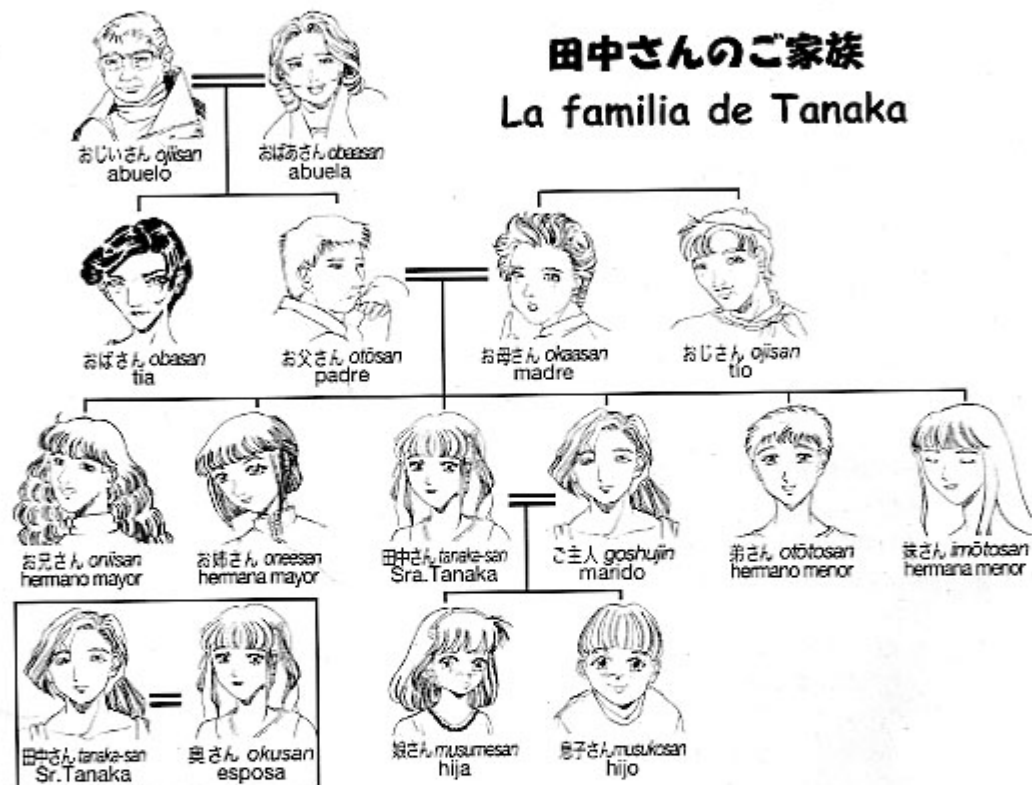 田中さんのご家族
La familia de Tanaka
おじいさん ojiisan
abuelo
おばあさん obaasan
abuela
おばさん obasan
tía
お父さん otōsan
padre
お母さん okaasan
madre
おじさん ojisan
tío
お兄さん oniisan
hermano mayor
お姉さん oneesan
hermana mayor
田中さん tanaka-san
Sra.Tanaka
ご主人 goshujin
marido
弟さん otōtosan
hermano menor
妹さん imōtosan
hermana menor
田中さん tanaka-san
Sr.Tanaka
奥さん okusan
esposa
娘さん musumesan
hija
息子さん musukosan
hijo